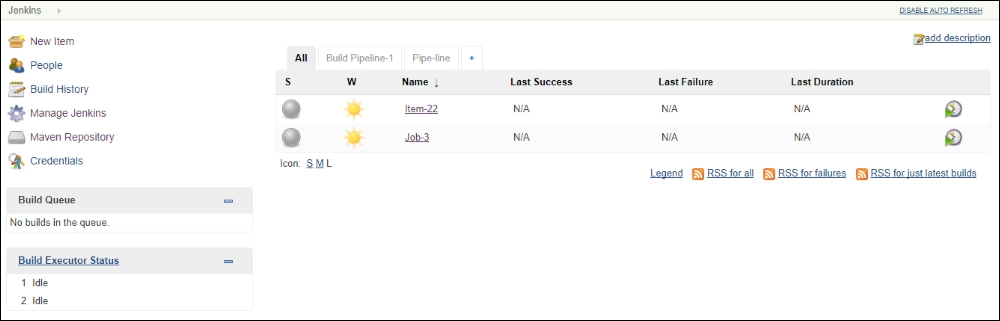 Jenkins
DISABLE AUTO REFRESH
New Item
People
Build History
Manage Jenkins
Maven Repository
Credentials
Build Queue
No builds in the queue.
Build Executor Status
1 Idle
2 Idle
add description
All Build Pipeline-1 Pipe-line +
S W Name ↓ Last Success Last Failure Last Duration
Item-22 N/A N/A N/A
Job-3 N/A N/A N/A
Icon: S M L
Legend RSS for all RSS for failures RSS for just latest builds